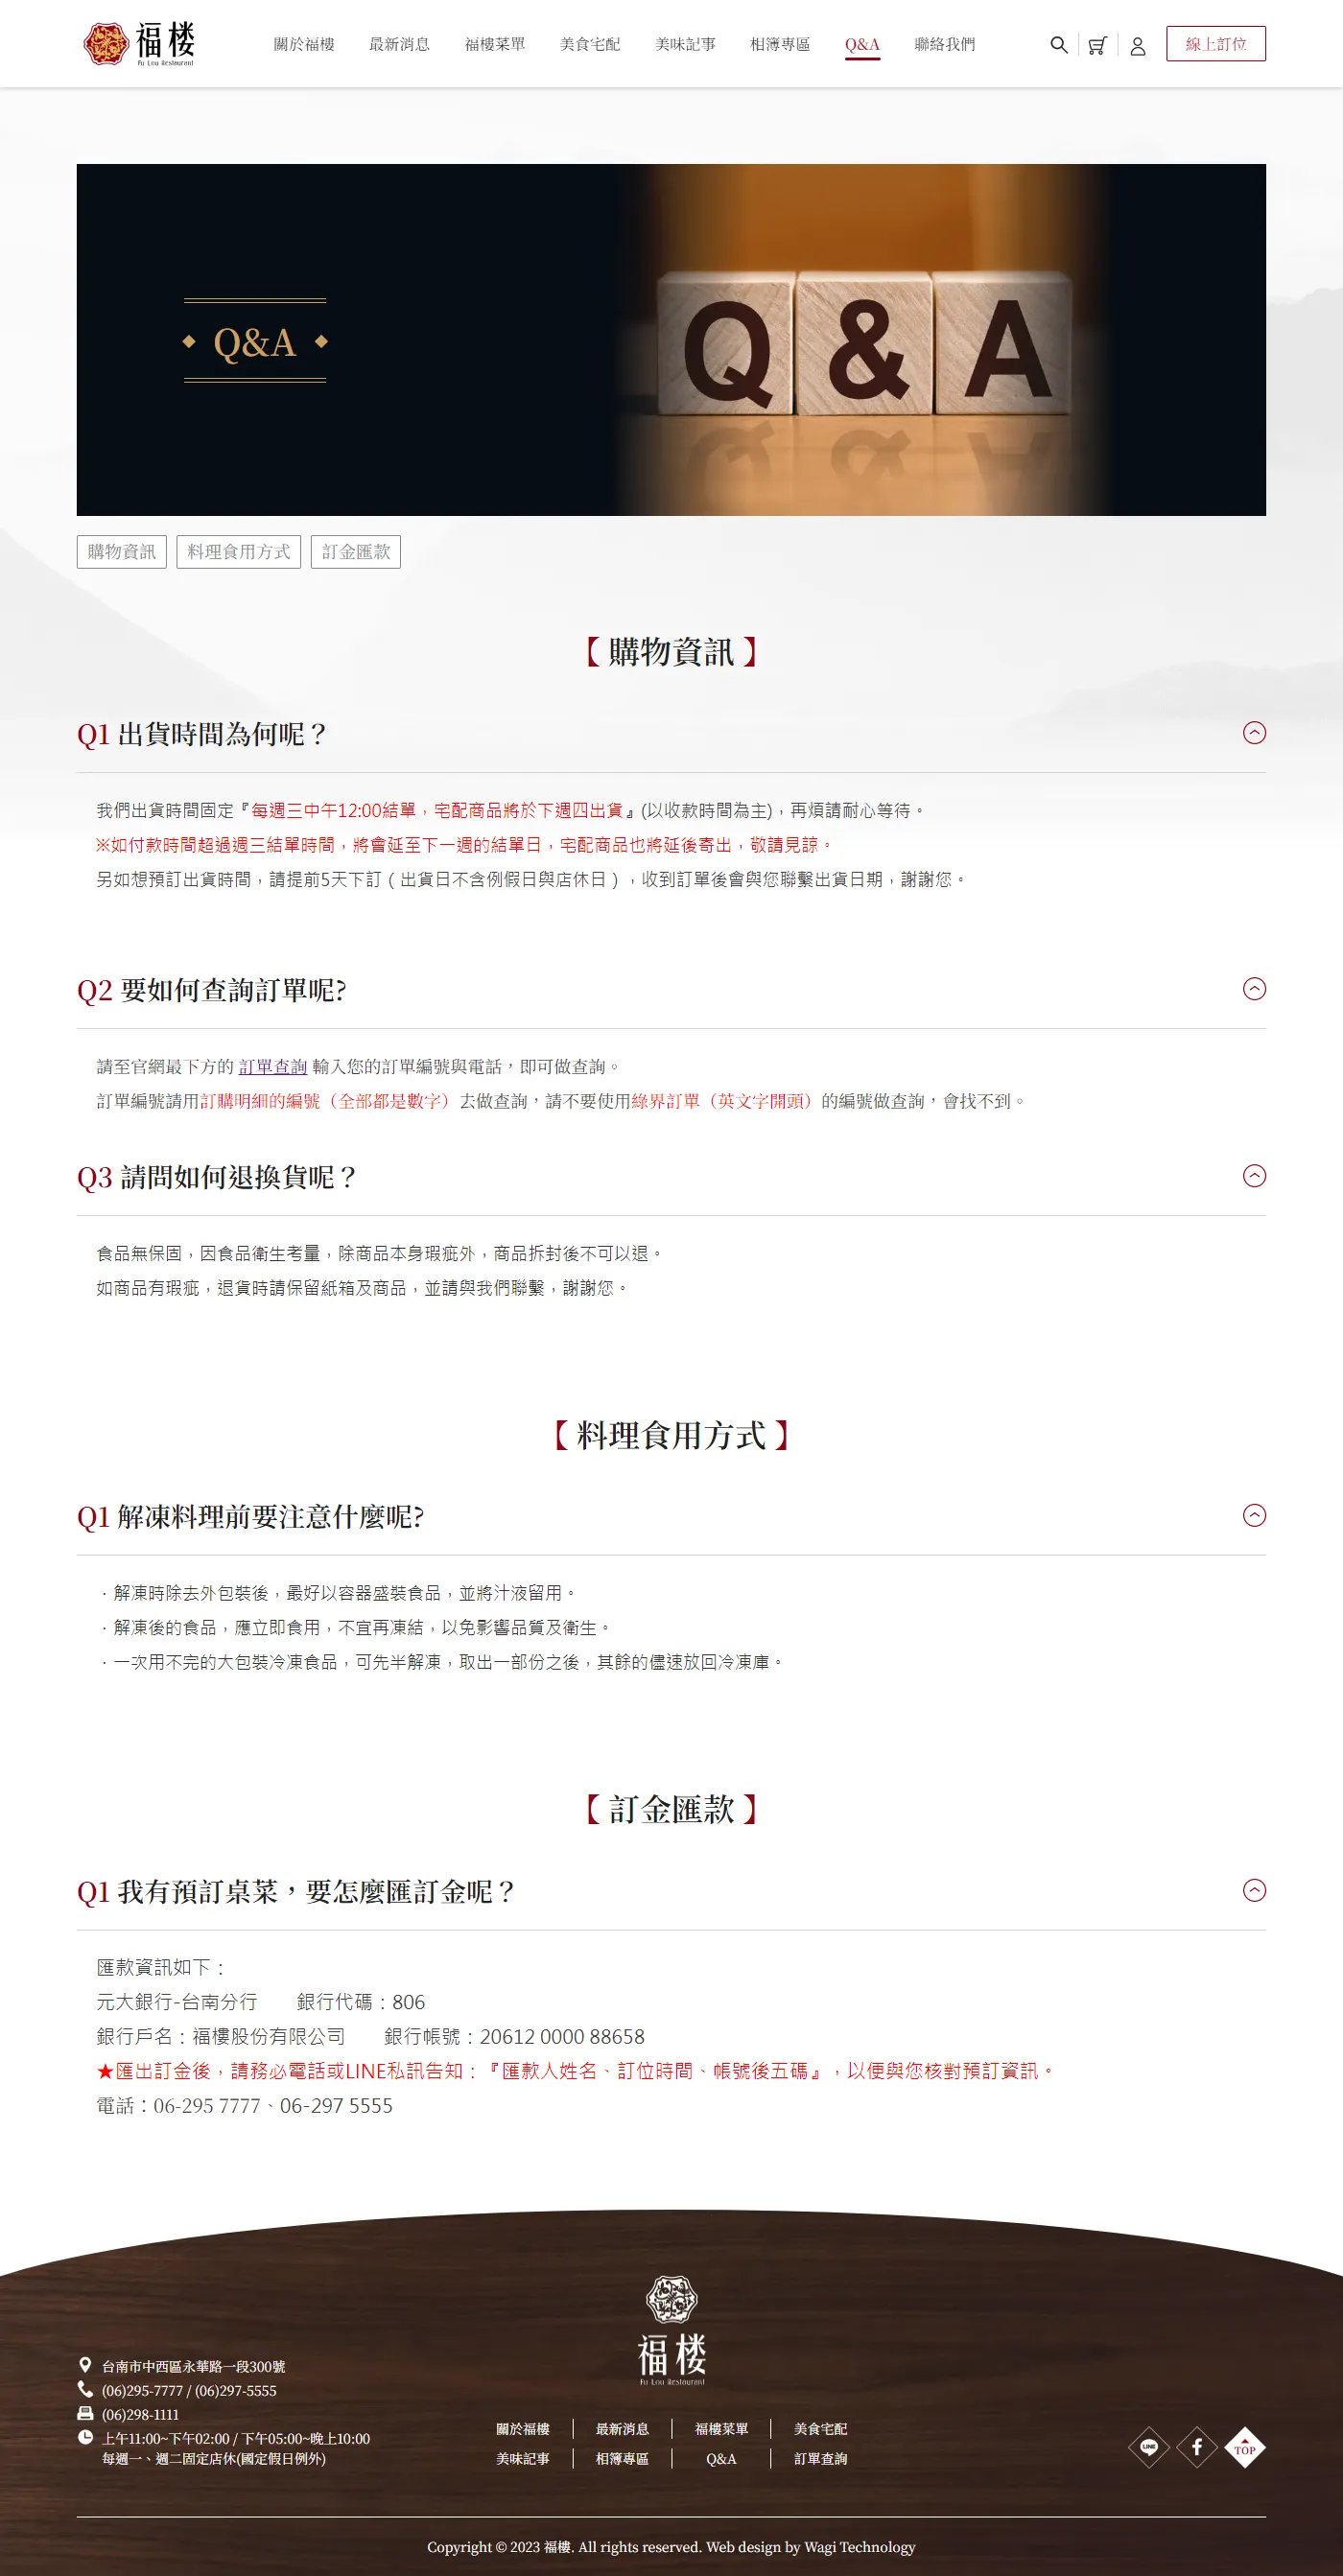 福楼
Fu Lou Restaurant
關於福樓
最新消息
福樓菜單
美食宅配
美味記事
相簿專區
Q&A
聯絡我們
線上訂位
Q&A
Q & A
購物資訊
料理食用方式
訂金匯款
【 購物資訊 】
Q1 出貨時間為何呢？
我們出貨時間固定『每週三中午12:00結單，宅配商品將於下週四出貨』(以收款時間為主)，再煩請耐心等待。
※如付款時間超過週三結單時間，將會延至下一週的結單日，宅配商品也將延後寄出，敬請見諒。
另如想預訂出貨時間，請提前5天下訂（出貨日不含例假日與店休日），收到訂單後會與您聯繫出貨日期，謝謝您。
Q2 要如何查詢訂單呢?
請至官網最下方的 訂單查詢 輸入您的訂單編號與電話，即可做查詢。
訂單編號請用訂購明細的編號（全部都是數字）去做查詢，請不要使用綠界訂單（英文字開頭）的編號做查詢，會找不到。
Q3 請問如何退換貨呢？
食品無保固，因食品衛生考量，除商品本身瑕疵外，商品拆封後不可以退。
如商品有瑕疵，退貨時請保留紙箱及商品，並請與我們聯繫，謝謝您。
【 料理食用方式 】
Q1 解凍料理前要注意什麼呢?
．解凍時除去外包裝後，最好以容器盛裝食品，並將汁液留用。
．解凍後的食品，應立即食用，不宜再凍結，以免影響品質及衛生。
．一次用不完的大包裝冷凍食品，可先半解凍，取出一部份之後，其餘的儘速放回冷凍庫。
【 訂金匯款 】
Q1 我有預訂桌菜，要怎麼匯訂金呢？
匯款資訊如下：
元大銀行-台南分行　　銀行代碼：806
銀行戶名：福樓股份有限公司　　銀行帳號：20612 0000 88658
★匯出訂金後，請務必電話或LINE私訊告知：『匯款人姓名、訂位時間、帳號後五碼』，以便與您核對預訂資訊。
電話：06-295 7777、06-297 5555
福楼
Fu Lou Restaurant
台南市中西區永華路一段300號
(06)295-7777 / (06)297-5555
(06)298-1111
上午11:00~下午02:00 / 下午05:00~晚上10:00
每週一、週二固定店休(國定假日例外)
關於福樓
最新消息
福樓菜單
美食宅配
美味記事
相簿專區
Q&A
訂單查詢
LINE
TOP
Copyright © 2023 福樓. All rights reserved. Web design by Wagi Technology